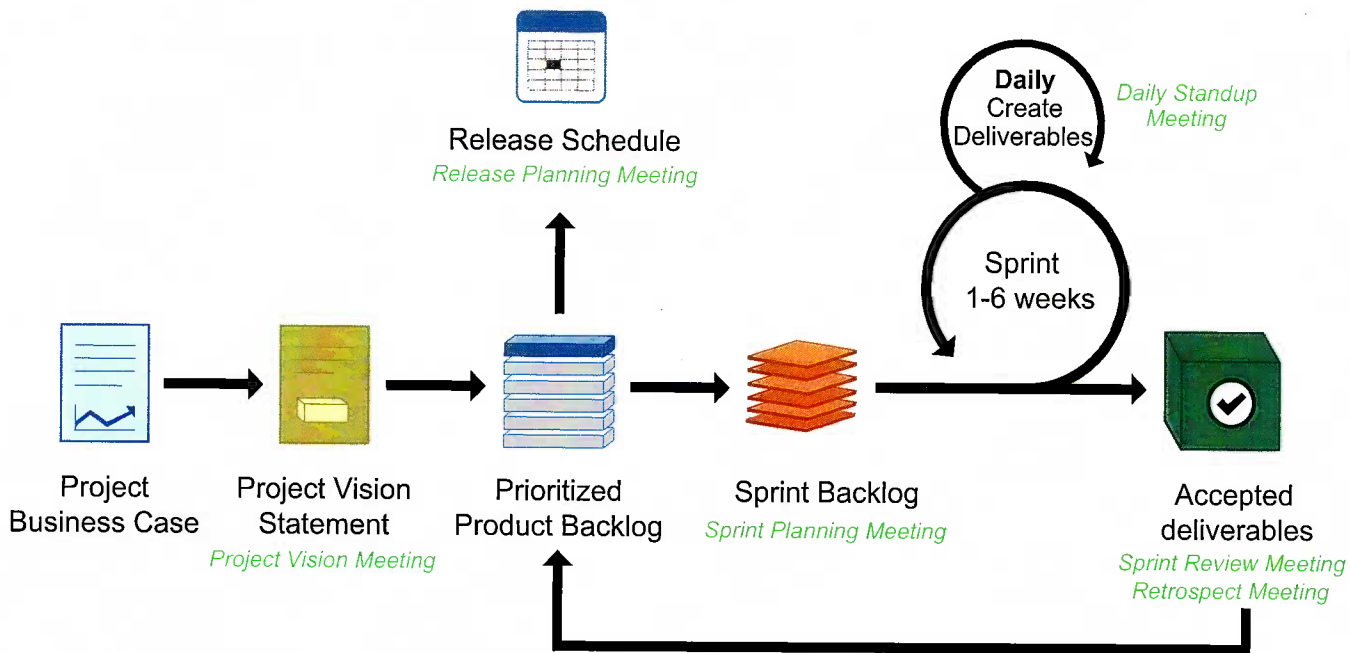 Release Schedule
Release Planning Meeting
Daily
Create
Deliverables
Daily Standup
Meeting
Sprint
1-6 weeks
Project
Business Case
Project Vision
Statement
Project Vision Meeting
Prioritized
Product Backlog
Sprint Backlog
Sprint Planning Meeting
Accepted
deliverables
Sprint Review Meeting
Retrospect Meeting